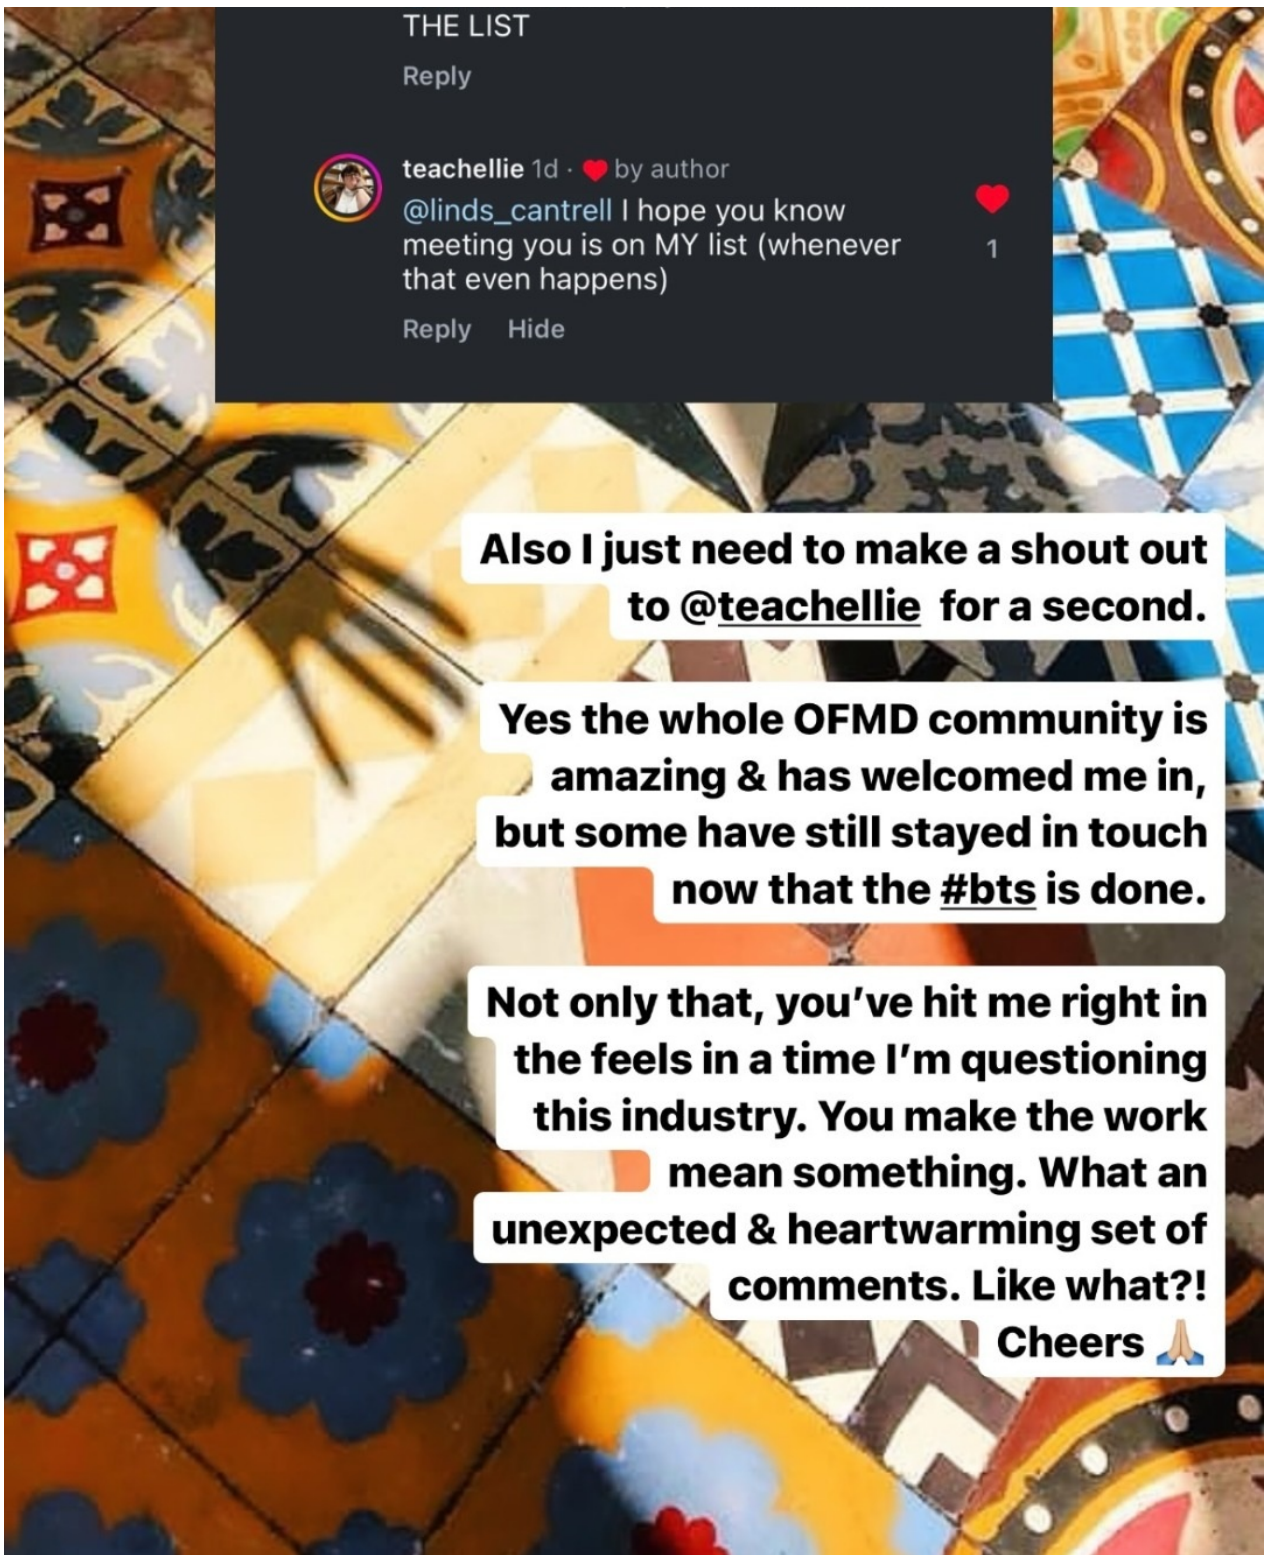 THE LIST
Reply
teachellie 1d · ❤️ by author
@linds_cantrell I hope you know
meeting you is on MY list (whenever
that even happens)
1
Reply Hide
Also I just need to make a shout out
to @teachellie for a second.
Yes the whole OFMD community is
amazing & has welcomed me in,
but some have still stayed in touch
now that the #bts is done.
Not only that, you’ve hit me right in
the feels in a time I’m questioning
this industry. You make the work
mean something. What an
unexpected & heartwarming set of
comments. Like what?!
Cheers 🙏🏼